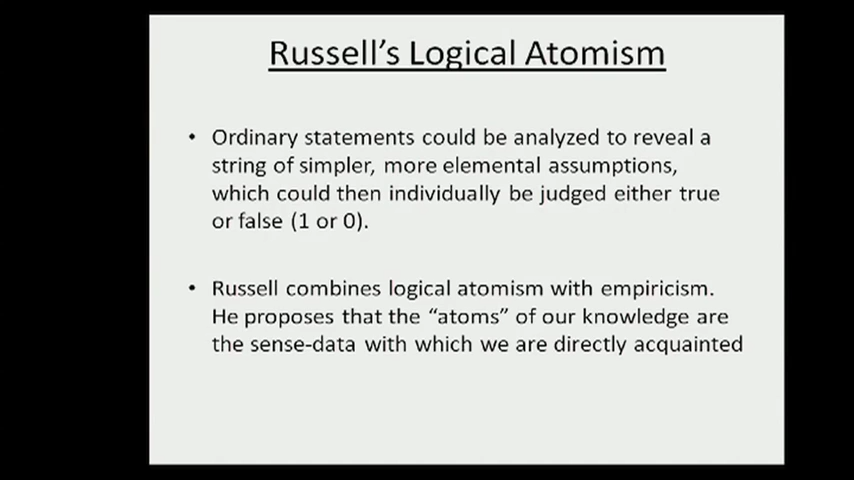 Russell's Logical Atomism
• Ordinary statements could be analyzed to reveal a
string of simpler, more elemental assumptions,
which could then individually be judged either true
or false (1 or 0).
• Russell combines logical atomism with empiricism.
He proposes that the “atoms” of our knowledge are
the sense-data with which we are directly acquainted